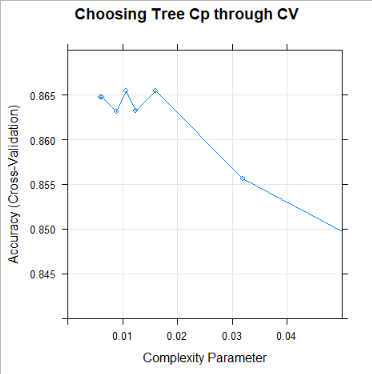 Choosing Tree Cp through CV
Accuracy (Cross-Validation)
0.865
0.860
0.855
0.850
0.845
0.01 0.02 0.03 0.04
Complexity Parameter